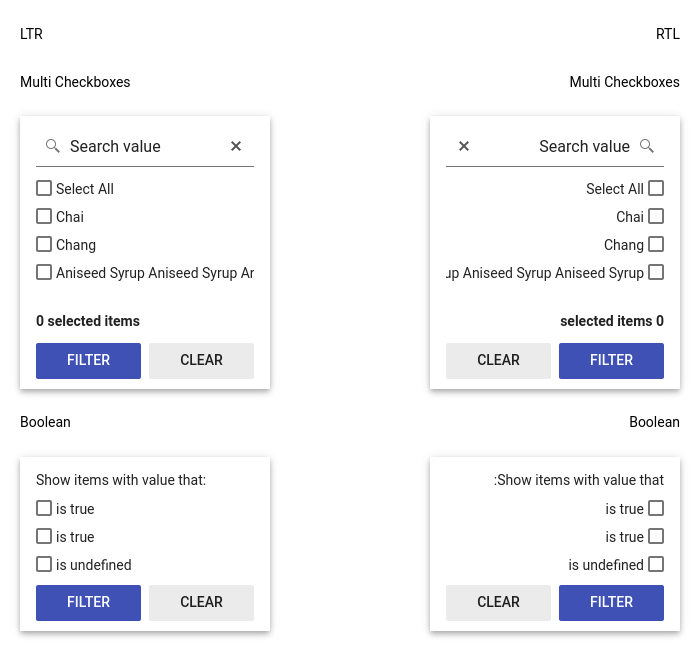 LTR
RTL
Multi Checkboxes
Multi Checkboxes
Search value
Select All
Chai
Chang
Aniseed Syrup Aniseed Syrup
0 selected items
FILTER CLEAR
Search value
Select All
Chai
Chang
Aniseed Syrup Aniseed Syrup
selected items 0
CLEAR FILTER
Boolean
Boolean
Show items with value that:
is true
is true
is undefined
FILTER CLEAR
:Show items with value that
is true
is true
is undefined
CLEAR FILTER